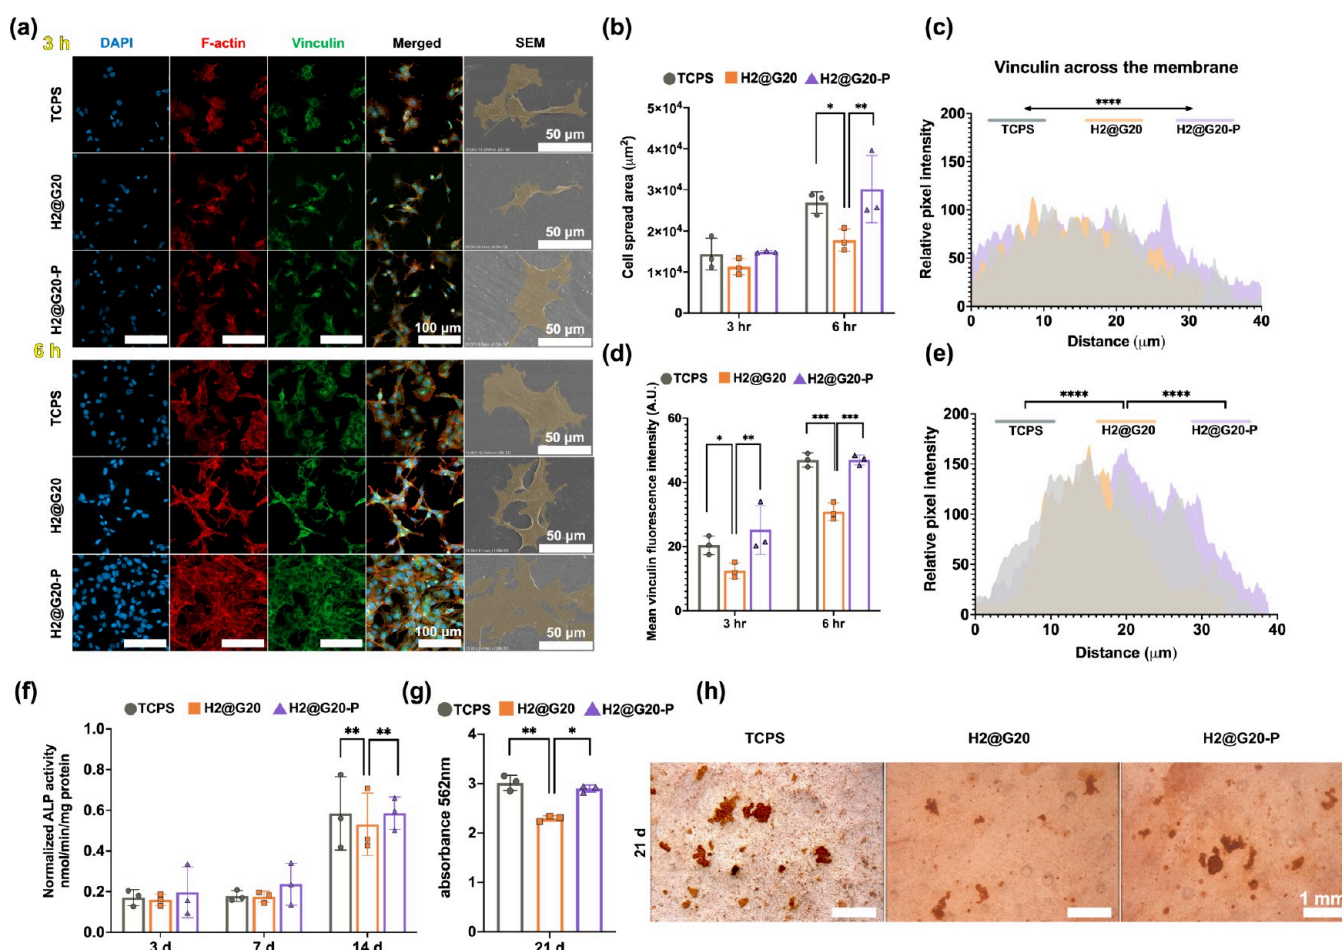 (a)
3 h
DAPI
F-actin
Vinculin
Merged
SEM
TCPS
50 μm
H2@G20
50 μm
H2@G20-P
100 μm
50 μm
6 h
TCPS
50 μm
H2@G20
50 μm
H2@G20-P
100 μm
50 μm
(b)
TCPS H2@G20 H2@G20-P
Cell spread area (μm²)
5×10⁴
4×10⁴
3×10⁴
2×10⁴
1×10⁴
0
* **
3 hr 6 hr
(c)
Vinculin across the membrane
****
TCPS H2@G20 H2@G20-P
Relative pixel intensity
200
150
100
50
0
0 10 20 30 40
Distance (μm)
(d)
TCPS H2@G20 H2@G20-P
Mean vinculin fluorescence intensity (A.U.)
60
40
20
0
* ** *** ***
3 hr 6 hr
(e)
**** ****
TCPS H2@G20 H2@G20-P
Relative pixel intensity
200
150
100
50
0
0 10 20 30 40
Distance (μm)
(f)
TCPS H2@G20 H2@G20-P
Normalized ALP activity
nmol/min/mg protein
1.0
0.8
0.6
0.4
0.2
0.0
** **
3 d 7 d 14 d
(g)
TCPS H2@G20 H2@G20-P
absorbance 562nm
4
3
2
1
0
** *
21 d
(h)
TCPS H2@G20 H2@G20-P
21 d
1 mm